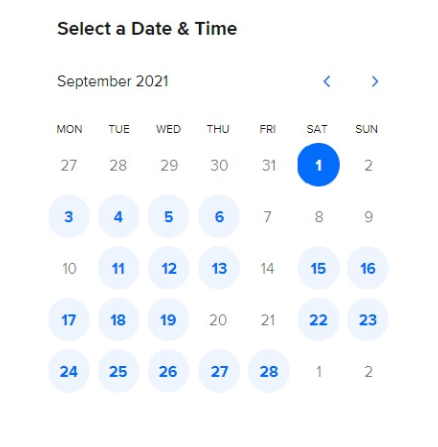 Select a Date & Time
September 2021
MON TUE WED THU FRI SAT SUN
27 28 29 30 31 1 2
3 4 5 6 7 8 9
10 11 12 13 14 15 16
17 18 19 20 21 22 23
24 25 26 27 28 1 2